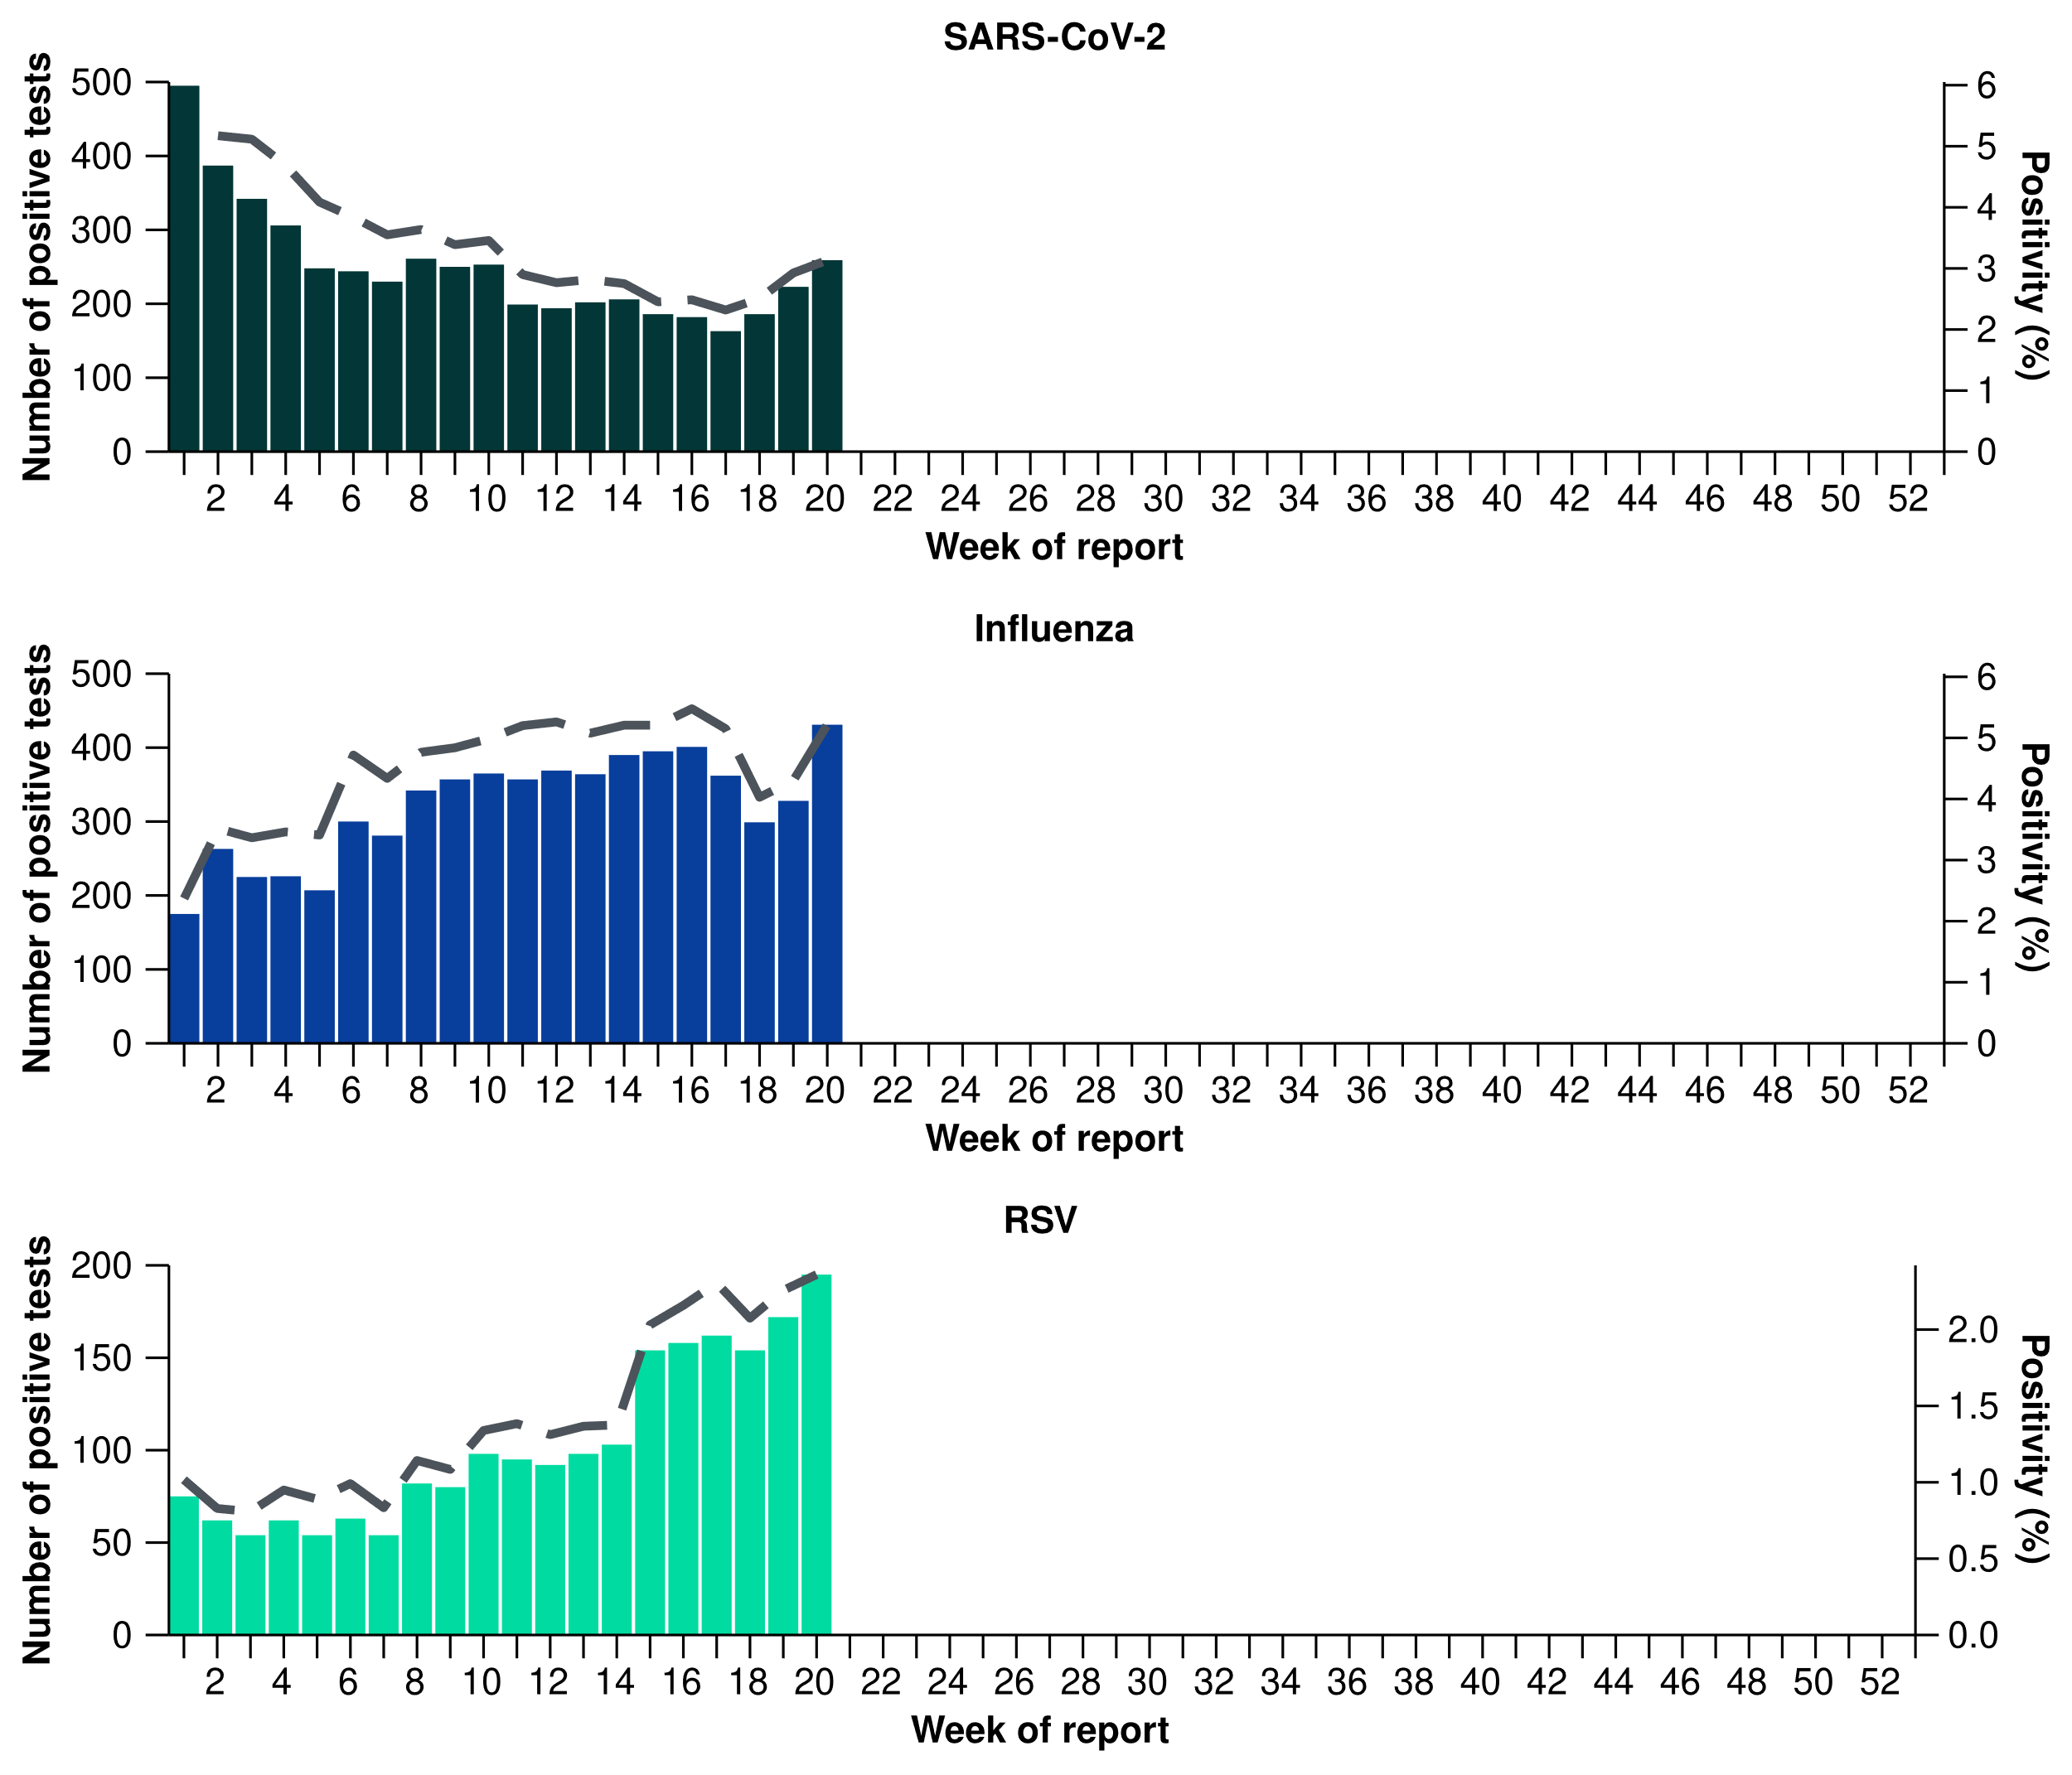 SARS-CoV-2
Number of positive tests
500
400
300
200
100
0
6
5
4
3
2
1
0
Positivity (%)
2 4 6 8 10 12 14 16 18 20 22 24 26 28 30 32 34 36 38 40 42 44 46 48 50 52
Week of report
Influenza
Number of positive tests
500
400
300
200
100
0
6
5
4
3
2
1
0
Positivity (%)
2 4 6 8 10 12 14 16 18 20 22 24 26 28 30 32 34 36 38 40 42 44 46 48 50 52
Week of report
RSV
Number of positive tests
200
150
100
50
0
2.0
1.5
1.0
0.5
0.0
Positivity (%)
2 4 6 8 10 12 14 16 18 20 22 24 26 28 30 32 34 36 38 40 42 44 46 48 50 52
Week of report